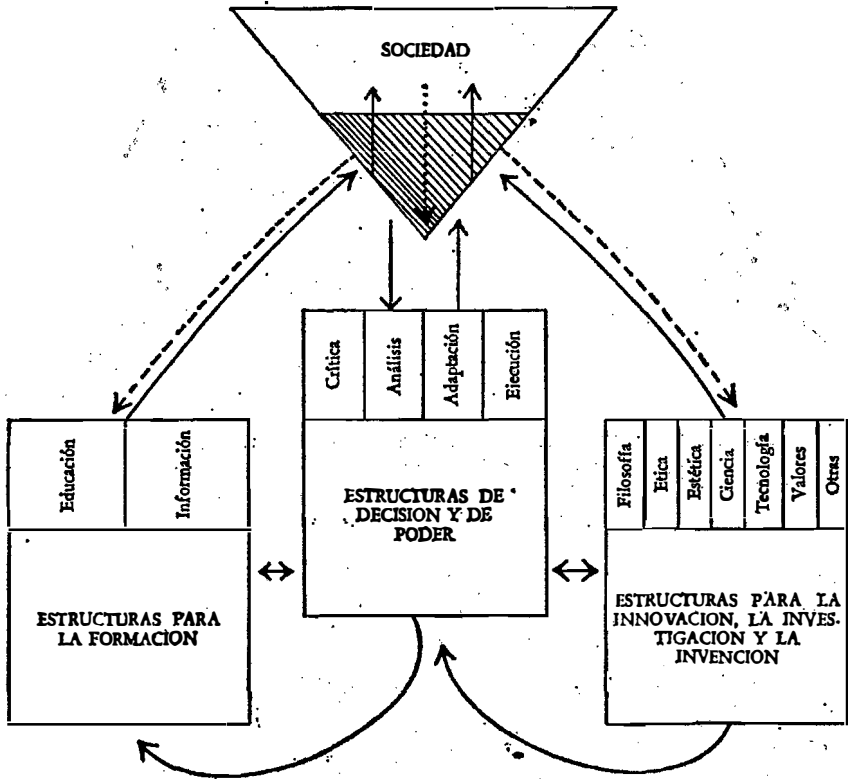 SOCIEDAD
Crítica
Análisis
Adaptación
Ejecución
ESTRUCTURAS DE
DECISION Y DE
PODER
Educación
Información
ESTRUCTURAS PARA
LA FORMACION
Filosofía
Etica
Estética
Ciencia
Tecnología
Valores
Otras
ESTRUCTURAS PARA LA
INNOVACION, LA INVES-
TIGACION Y LA
INVENCION